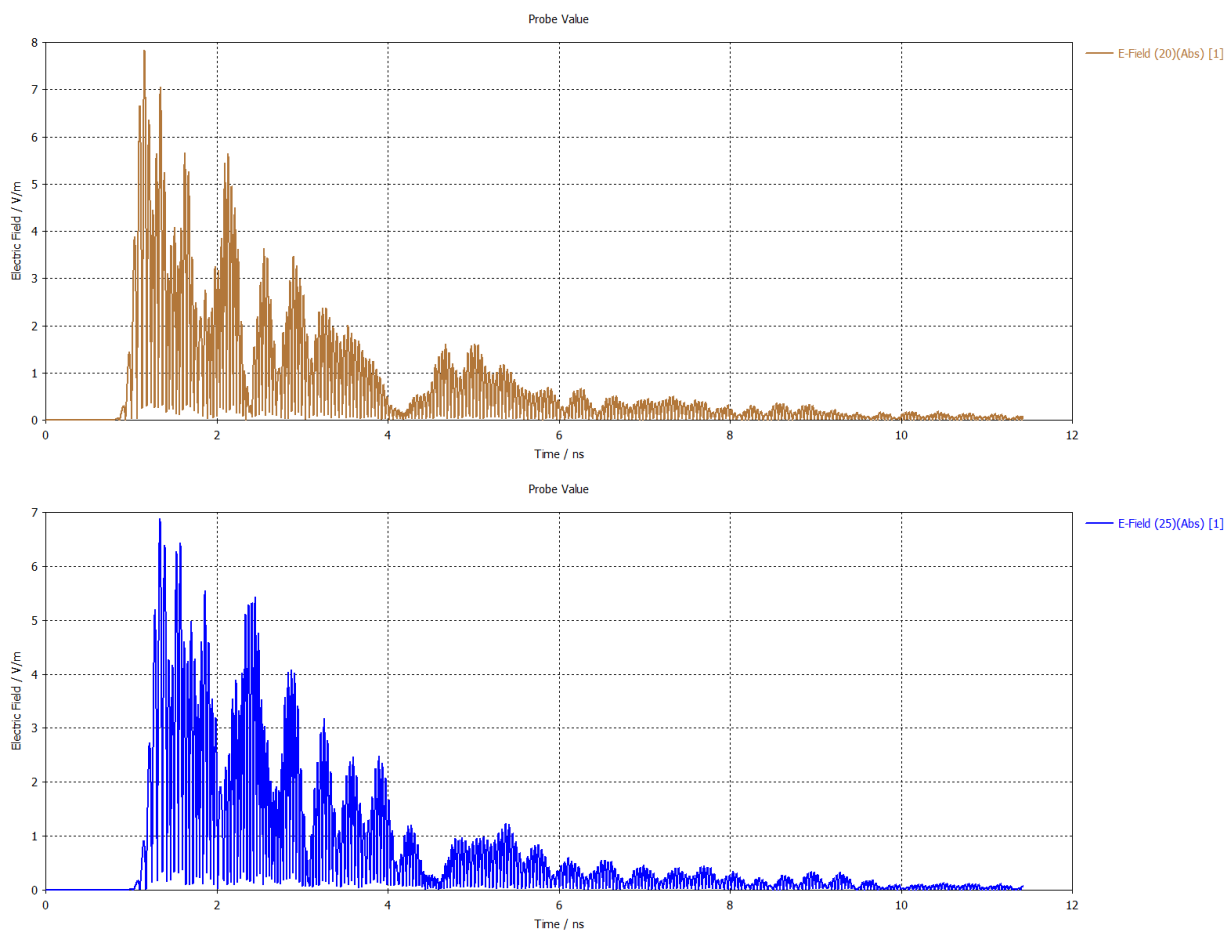 Probe Value
E-Field (20)(Abs) [1]
8
7
6
5
4
3
2
1
0
Electric Field / V/m
0 2 4 6 8 10 12
Time / ns
Probe Value
E-Field (25)(Abs) [1]
7
6
5
4
3
2
1
0
Electric Field / V/m
0 2 4 6 8 10 12
Time / ns